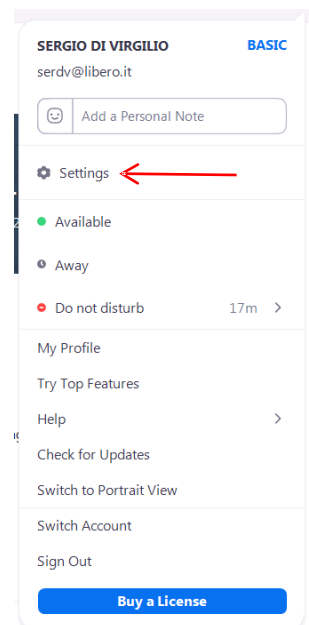 SERGIO DI VIRGILIO BASIC
serdv@libero.it
Add a Personal Note
Settings
Available
Away
Do not disturb 17m
My Profile
Try Top Features
Help
Check for Updates
Switch to Portrait View
Switch Account
Sign Out
Buy a License